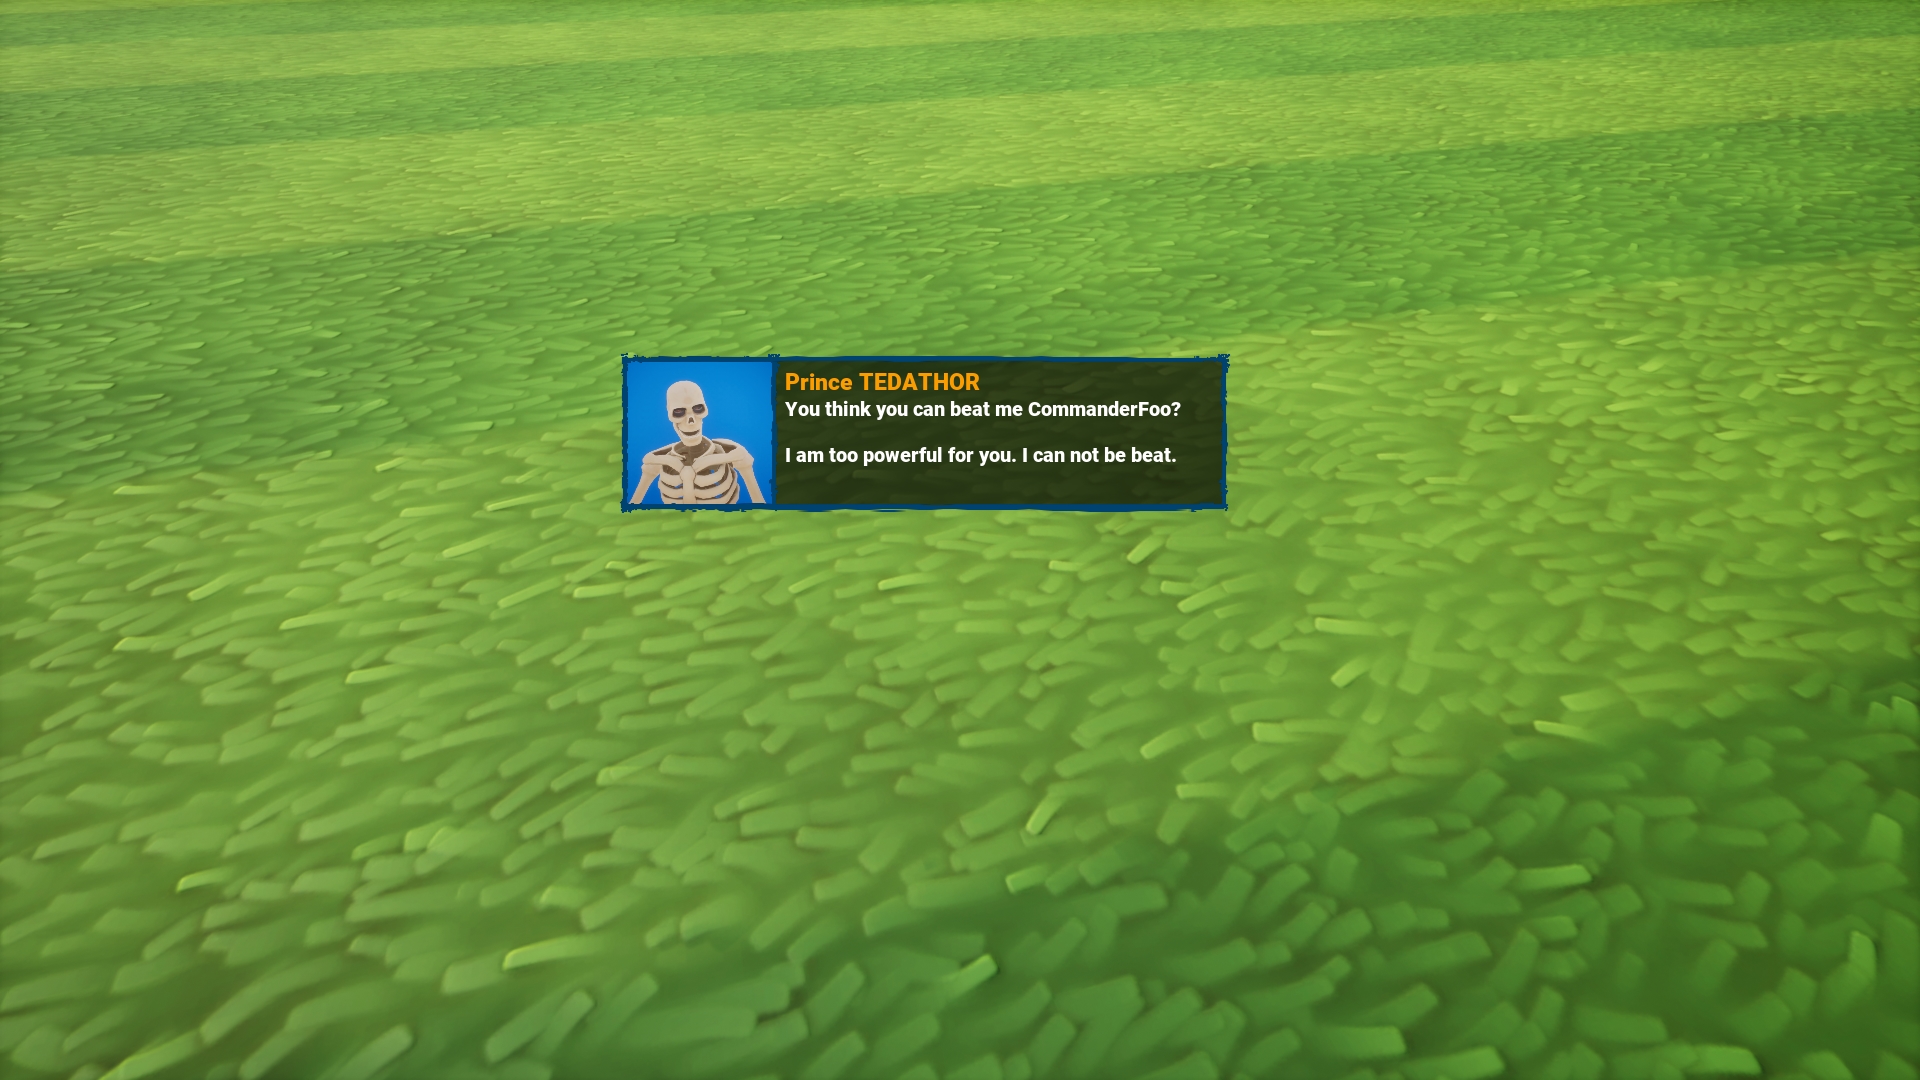 Prince TEDATHOR
You think you can beat me CommanderFoo?
I am too powerful for you. I can not be beat.